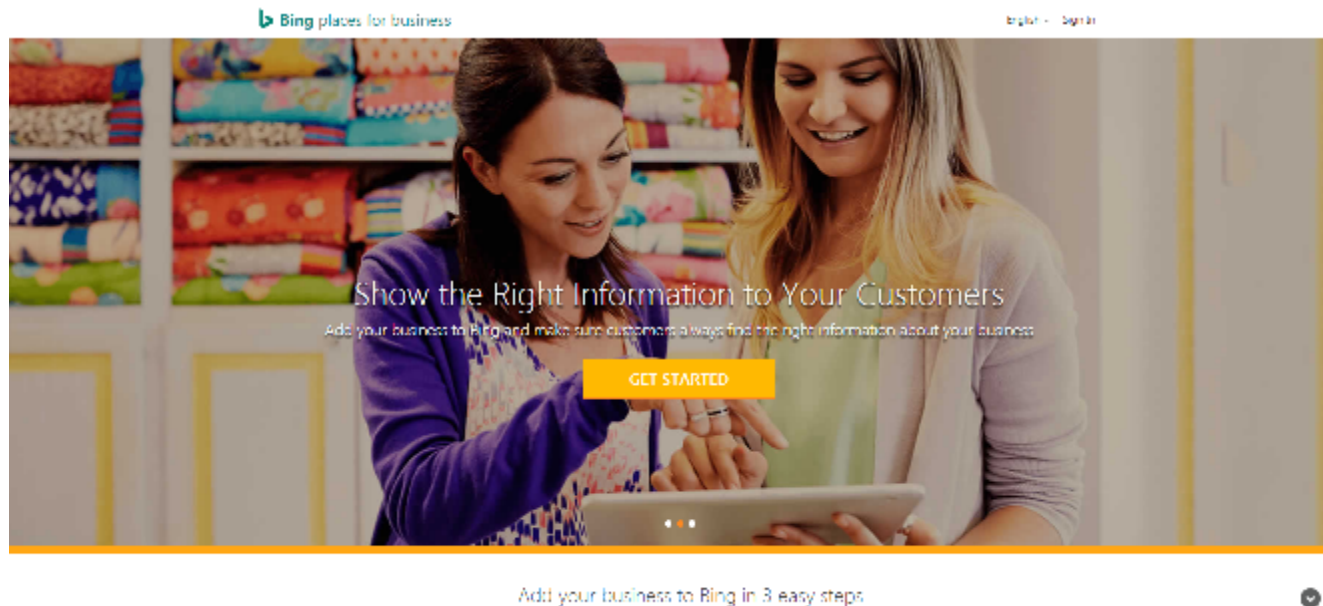 Bing places for business
English
Sign In
Show the Right Information to Your Customers
Add your business to Bing and make sure customers always find the right information about your business
GET STARTED
Add your business to Bing in 3 easy steps